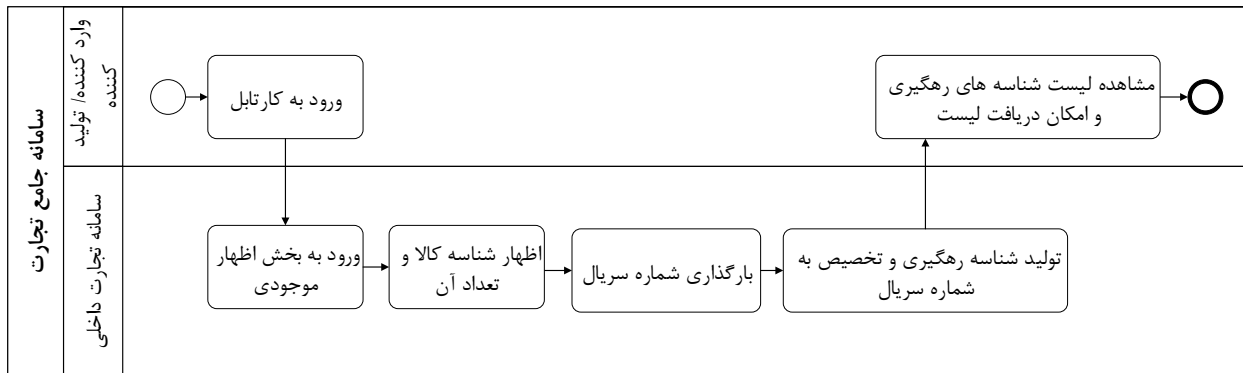 سامانه جامع تجارت
وارد کننده/ تولید
کننده
ورود به کارتابل
مشاهده لیست شناسه های رهگیری
و امکان دریافت لیست
سامانه تجارت داخلی
ورود به بخش اظهار
موجودی
اظهار شناسه کالا و
تعداد آن
بارگذاری شماره سریال
تولید شناسه رهگیری و تخصیص به
شماره سریال